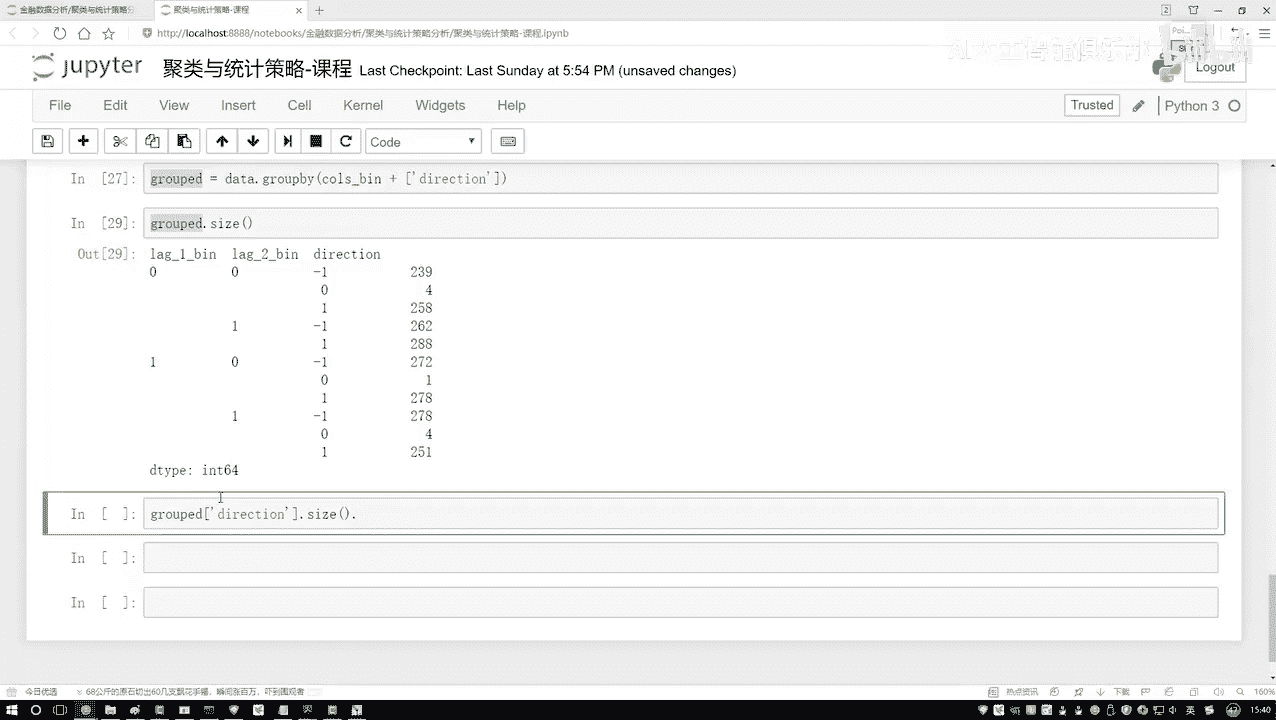 金融数据分析/聚类与统计策略分
聚类与统计策略-课程
http://localhost:8888/notebooks/金融数据分析/聚类与统计策略分析/聚类与统计策略-课程.ipynb
jupyter 聚类与统计策略-课程 Last Checkpoint: Last Sunday at 5:54 PM (unsaved changes)
Logout
File Edit View Insert Cell Kernel Widgets Help
Trusted Python 3
Code
In [27]: grouped = data.groupby(cols_bin + ['direction'])
In [29]: grouped.size()
Out[29]: lag_1_bin lag_2_bin direction
0 0 -1 239
0 4
1 258
1 -1 262
1 288
1 0 -1 272
0 1
1 278
1 -1 278
0 4
1 251
dtype: int64
In [ ]: grouped['direction'].size().
In [ ]:
In [ ]:
今日优选 68公斤的原石切出60几支飘花手镯，瞬间涨百万，吓到围观者
热点资讯 下载 160%
英 15:40